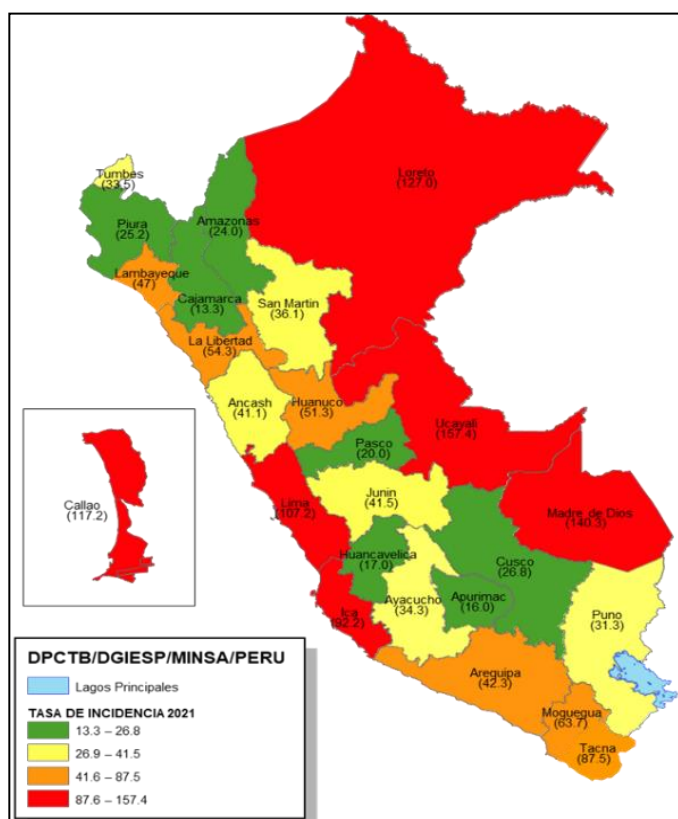 Tumbes
(33.5)
Loreto
(127.0)
Piura
(25.2)
Amazonas
(24.0)
Lambayeque
(47)
Cajamarca
(13.3)
San Martin
(36.1)
La Libertad
(54.3)
Ancash
(41.1)
Huanuco
(51.3)
Ucayali
(157.4)
Pasco
(20.0)
Callao
(117.2)
Lima
(107.2)
Junin
(41.5)
Madre_de Dios
(140.3)
Huancavelica
(17.0)
Cusco
(26.8)
Ica
(92.2)
Ayacucho
(34.3)
Apurimac
(16.0)
Puno
(31.3)
Arequipa
(42.3)
Moquegua
(63.7)
Tacna
(87.5)
DPCTB/DGIESP/MINSA/PERU
Lagos Principales
TASA DE INCIDENCIA 2021
13.3 – 26.8
26.9 – 41.5
41.6 – 87.5
87.6 – 157.4